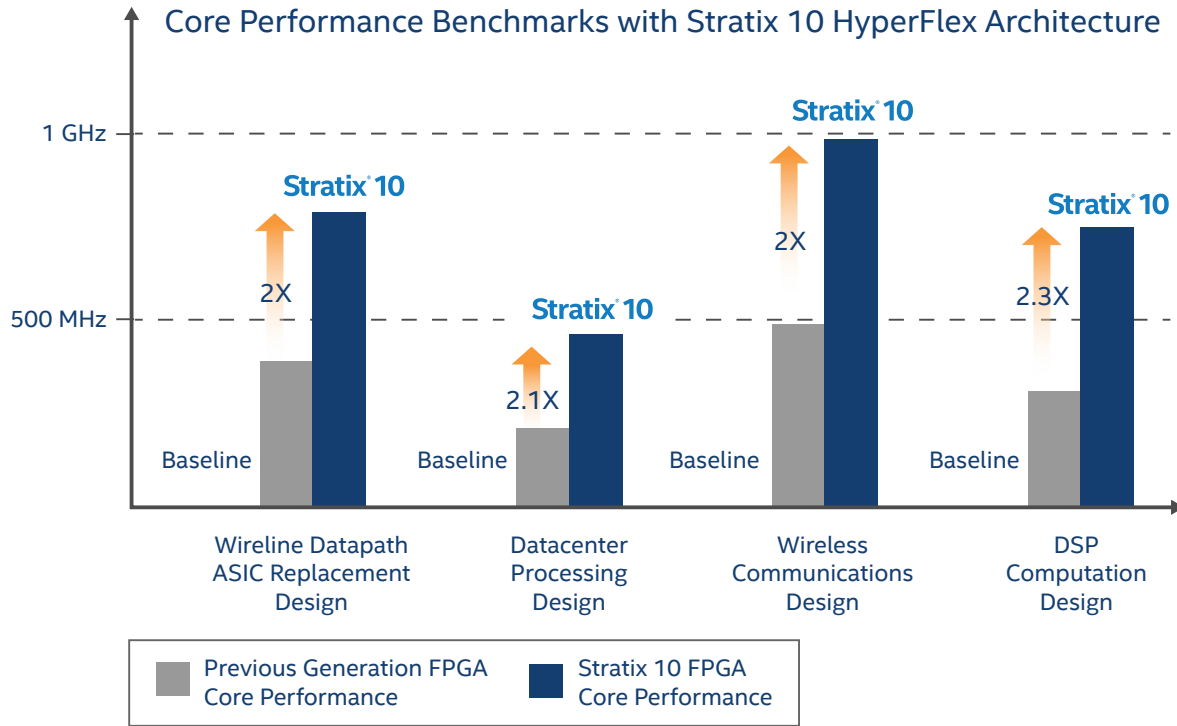 Core Performance Benchmarks with Stratix 10 HyperFlex Architecture
1 GHz
500 MHz
Stratix® 10
2X
Baseline
Stratix® 10
2.1X
Baseline
Stratix® 10
2X
Baseline
Stratix® 10
2.3X
Baseline
Wireline Datapath
ASIC Replacement
Design
Datacenter
Processing
Design
Wireless
Communications
Design
DSP
Computation
Design
Previous Generation FPGA
Core Performance
Stratix 10 FPGA
Core Performance